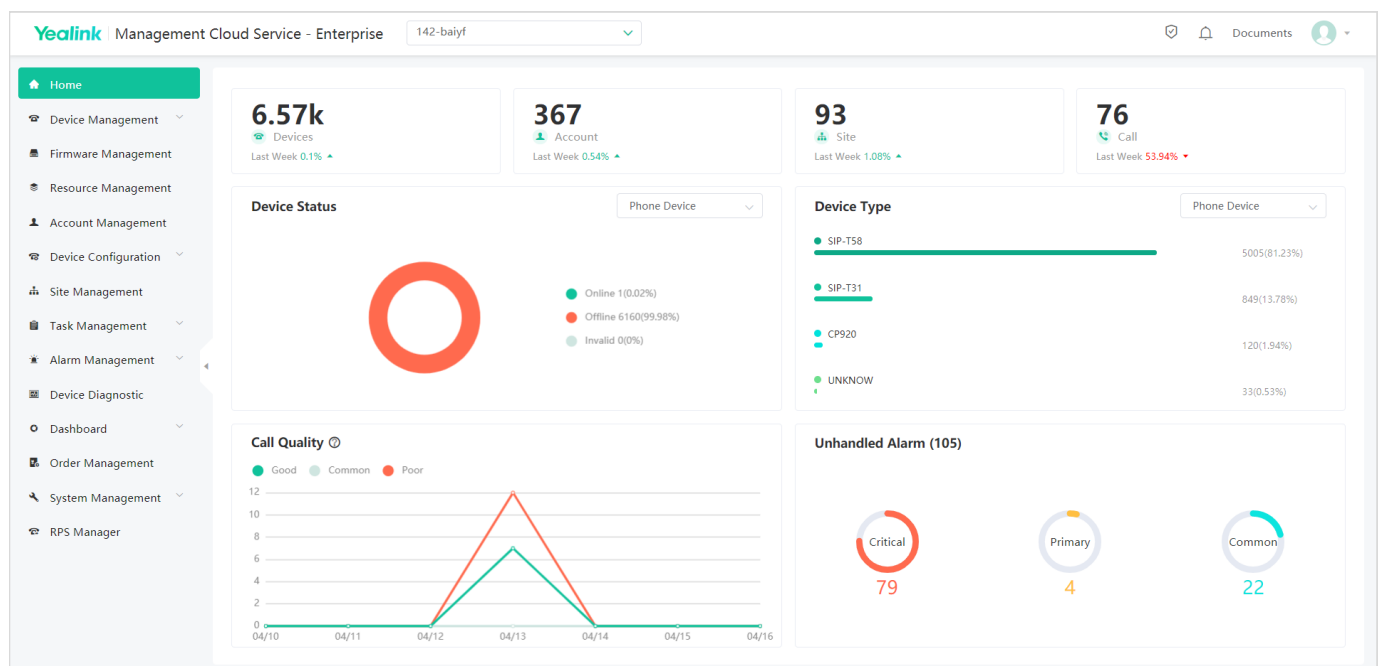 Yealink Management Cloud Service - Enterprise
142-baiyf
Documents
Home
Device Management
Firmware Management
Resource Management
Account Management
Device Configuration
Site Management
Task Management
Alarm Management
Device Diagnostic
Dashboard
Order Management
System Management
RPS Manager
6.57k
Devices
Last Week 0.1%
367
Account
Last Week 0.54%
93
Site
Last Week 1.08%
76
Call
Last Week 53.94%
Device Status
Phone Device
Online 1(0.02%)
Offline 6160(99.98%)
Invalid 0(0%)
Device Type
Phone Device
SIP-T58
5005(81.23%)
SIP-T31
849(13.78%)
CP920
120(1.94%)
UNKNOW
33(0.53%)
Call Quality
Good Common Poor
12
10
8
6
4
2
0
04/10 04/11 04/12 04/13 04/14 04/15 04/16
Unhandled Alarm (105)
Critical
79
Primary
4
Common
22